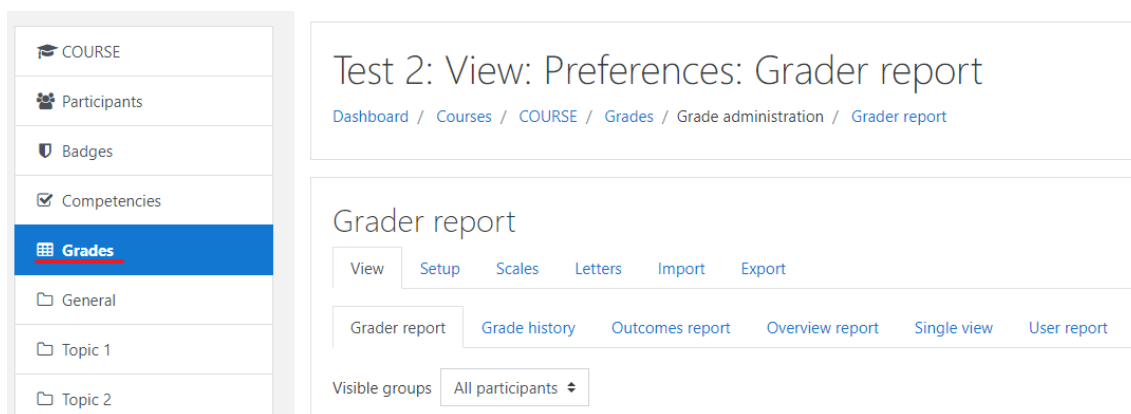 COURSE
Participants
Badges
Competencies
Grades
General
Topic 1
Topic 2
Test 2: View: Preferences: Grader report
Dashboard / Courses / COURSE / Grades / Grade administration / Grader report
Grader report
View Setup Scales Letters Import Export
Grader report Grade history Outcomes report Overview report Single view User report
Visible groups All participants